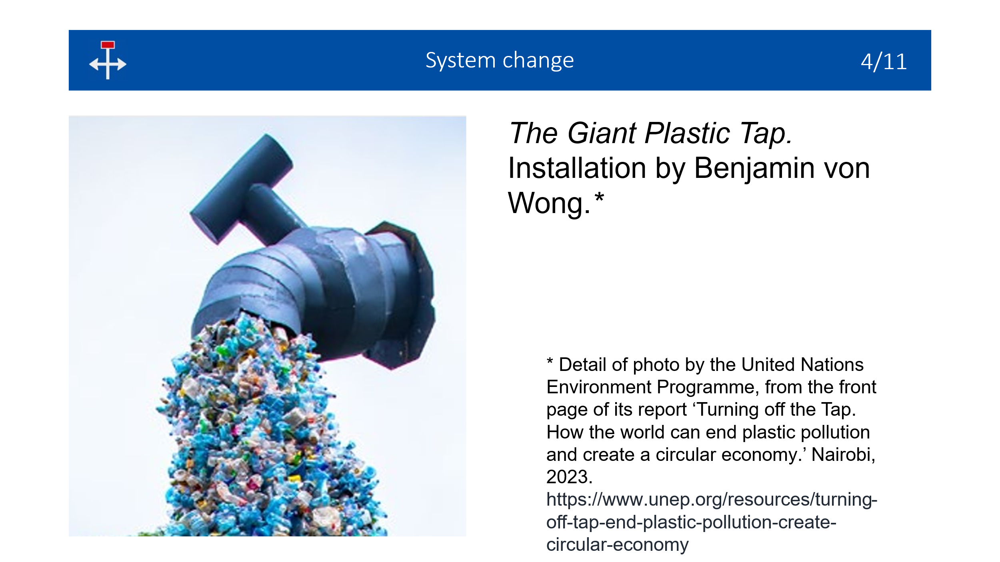 System change
4/11
The Giant Plastic Tap.
Installation by Benjamin von
Wong.*
* Detail of photo by the United Nations
Environment Programme, from the front
page of its report ‘Turning off the Tap.
How the world can end plastic pollution
and create a circular economy.’ Nairobi,
2023.
https://www.unep.org/resources/turning-
off-tap-end-plastic-pollution-create-
circular-economy